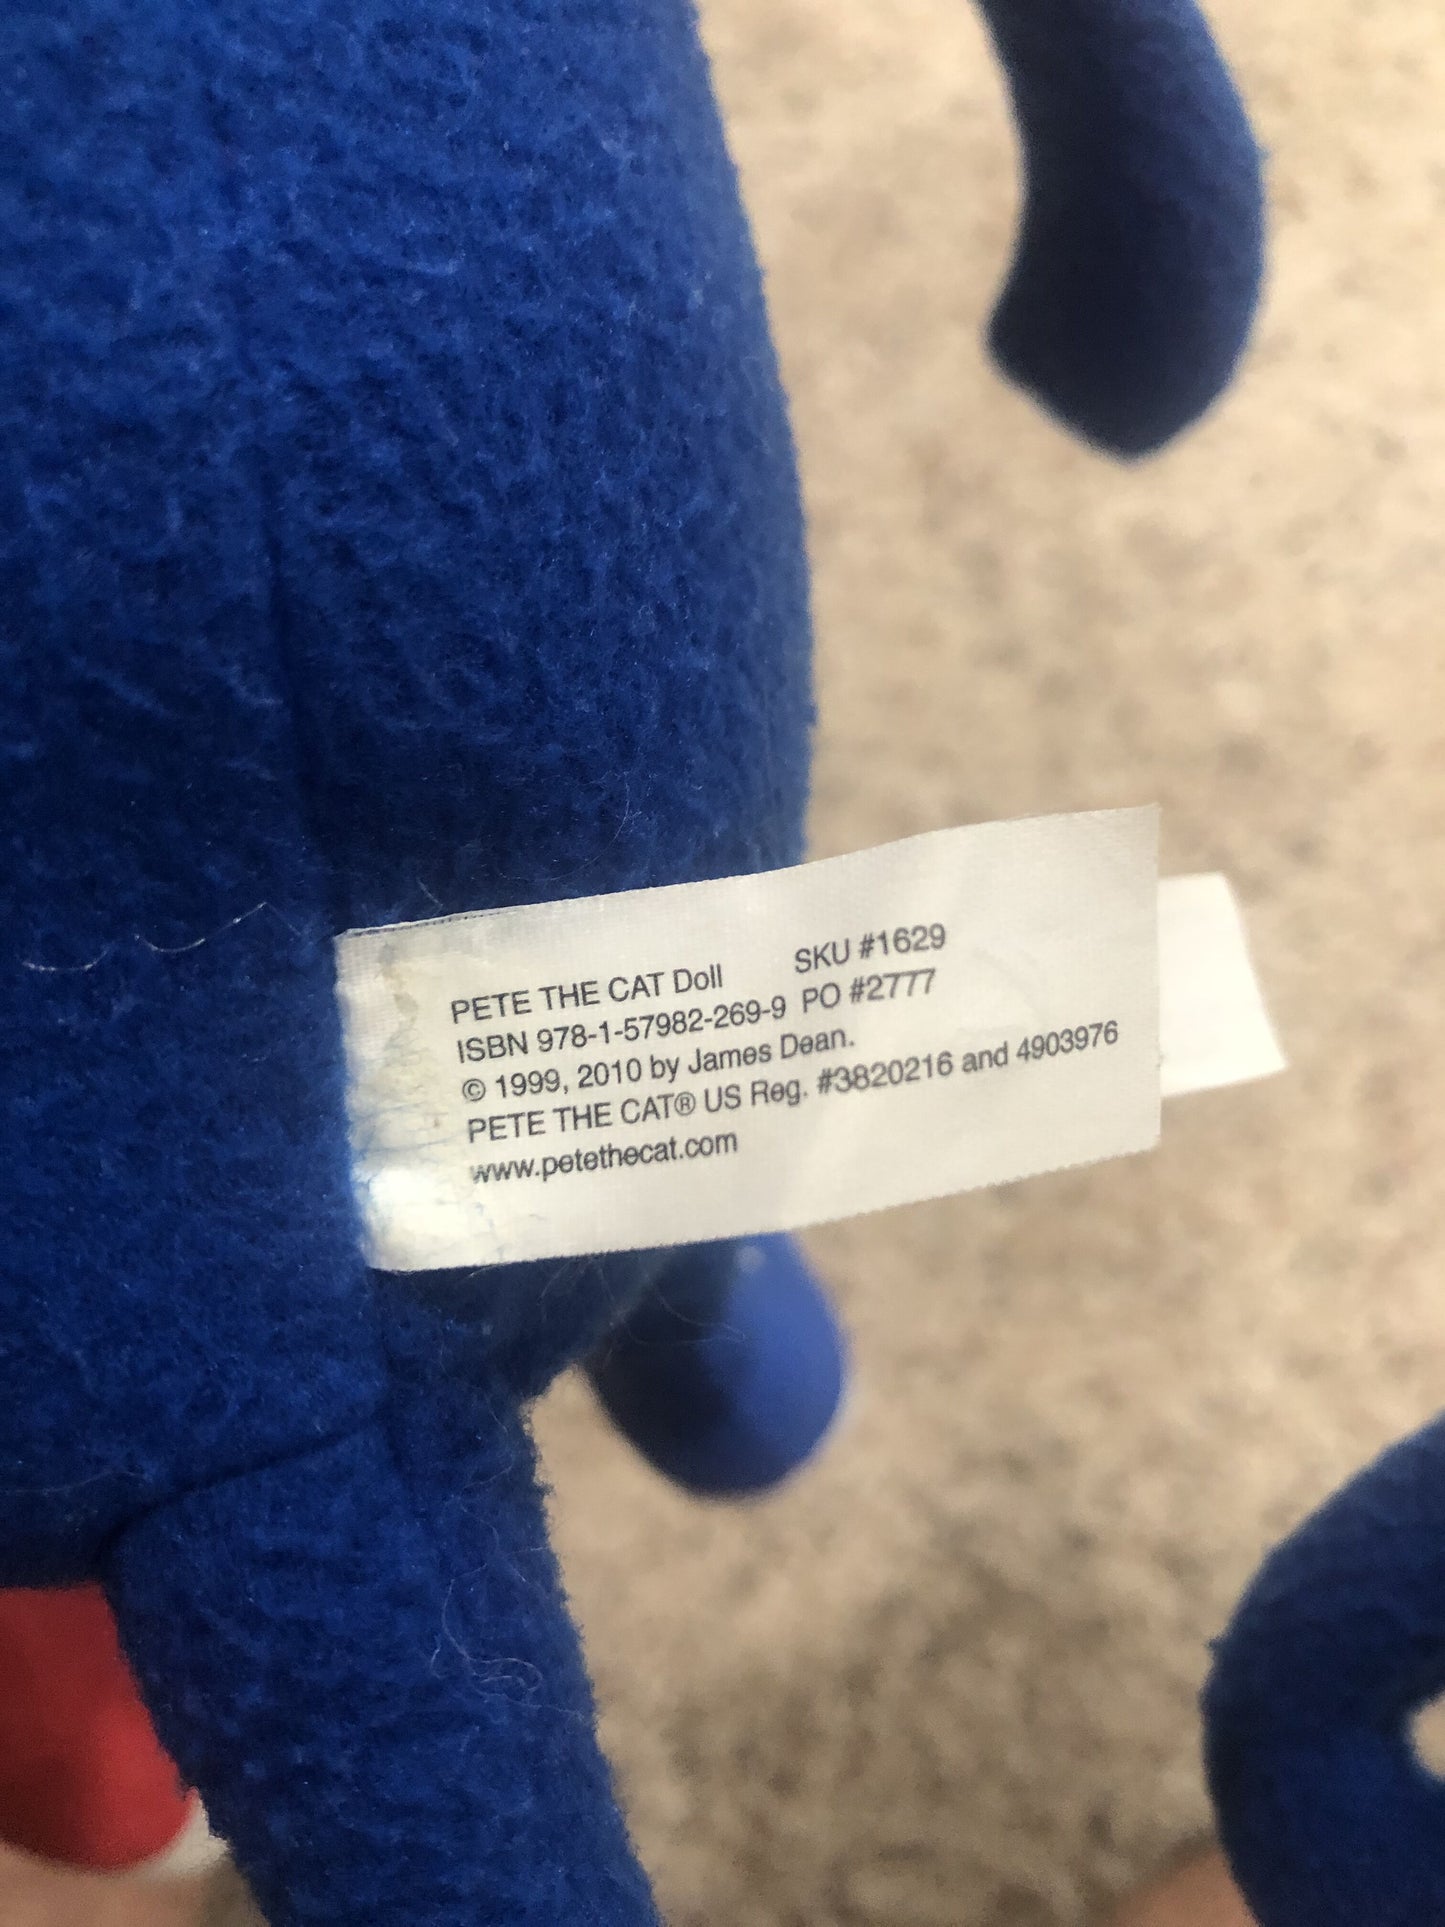 PETE THE CAT Doll SKU #1629
ISBN 978-1-57982-269-9 PO #2777
© 1999, 2010 by James Dean.
PETE THE CAT® US Reg. #3820216 and 4903976
www.petethecat.com